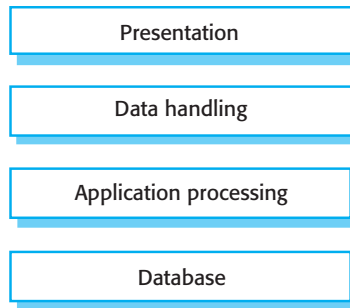 Presentation
Data handling
Application processing
Database